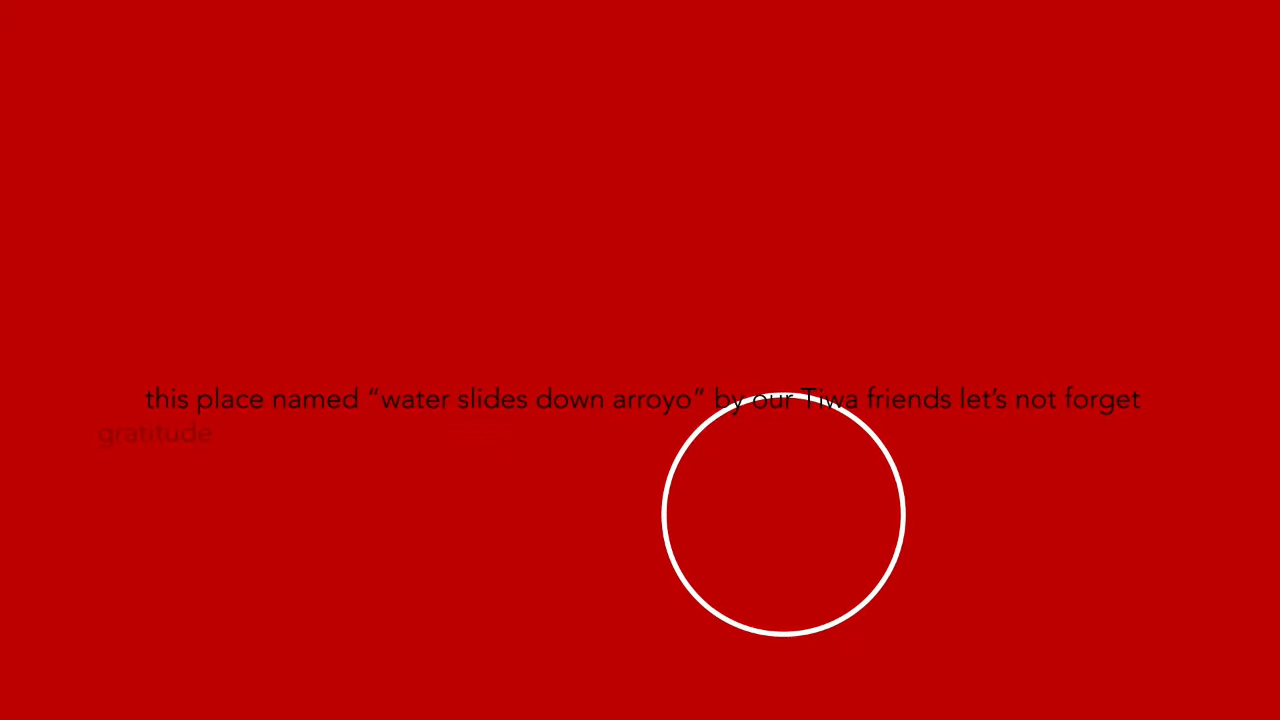 this place named “water slides down arroyo” by our Tiwa friends let’s not forget
gratitude